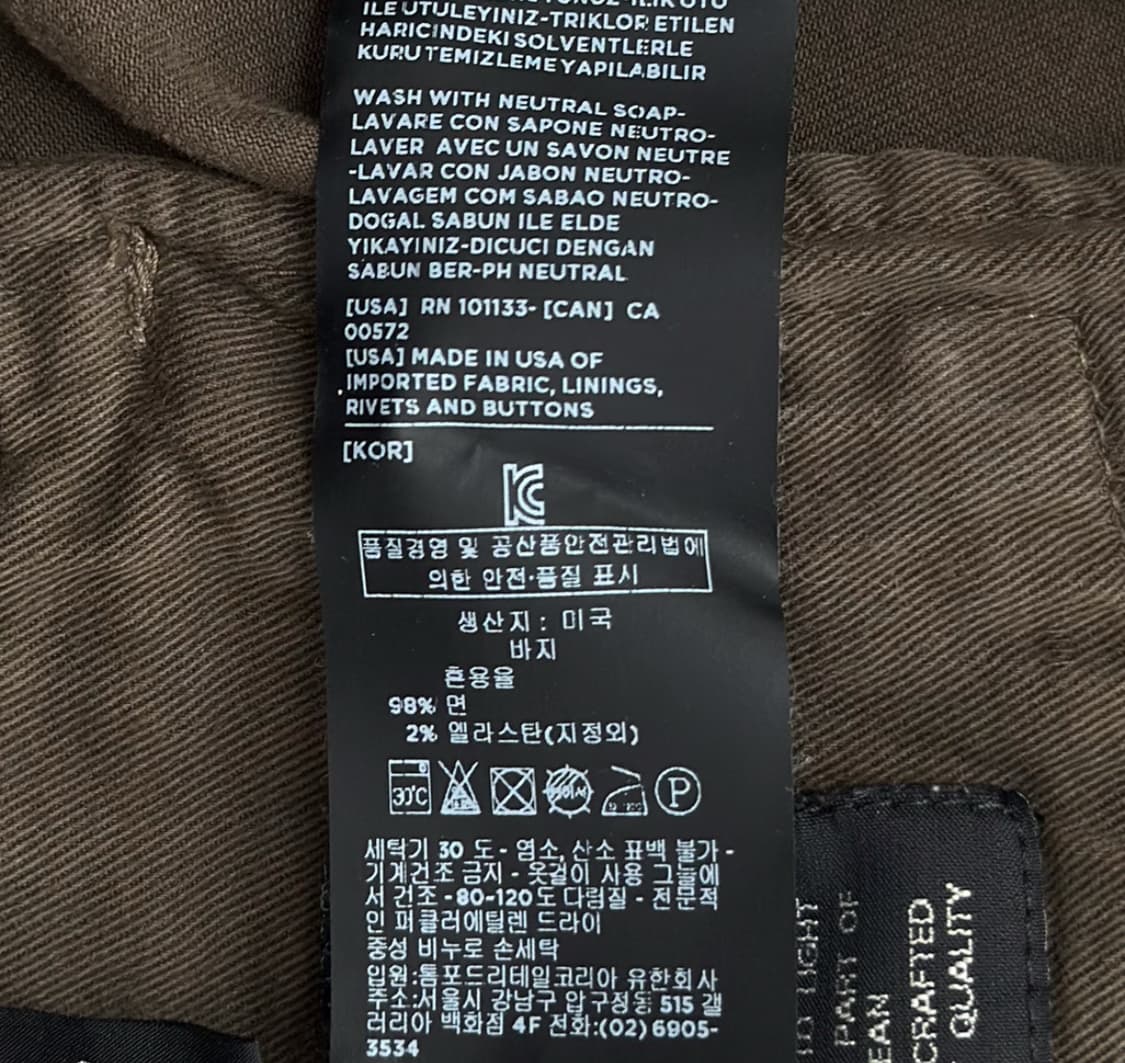 ILE UTULEYINIZ-TRIKLOR ETILEN
HARICINDEKI SOLVENTLERLE
KURU TEMIZLEME YAPILABILIR
WASH WITH NEUTRAL SOAP-
LAVARE CON SAPONE NEUTRO-
LAVER AVEC UN SAVON NEUTRE
-LAVAR CON JABON NEUTRO-
LAVAGEM COM SABAO NEUTRO-
DOGAL SABUN ILE ELDE
YIKAYINIZ-DICUCI DENGAN
SABUN BER-PH NEUTRAL
[USA] RN 101133- [CAN] CA
00572
[USA] MADE IN USA OF
IMPORTED FABRIC, LININGS,
RIVETS AND BUTTONS
[KOR]
품질경영 및 공산품안전관리법에
의한 안전·품질 표시
생산지 : 미국
바지
혼용율
98% 면
2% 엘라스탄(지정외)
30℃
P
세탁기 30 도 - 염소, 산소 표백 불가 -
기계건조 금지 - 옷걸이 사용 그늘에
서 건조 - 80-120 도 다림질 - 전문적
인 퍼클러에틸렌 드라이
중성 비누로 손세탁
입원:톰포드리테일코리아 유한회사
주소:서울시 강남구 압구정동 515 갤
러리아 백화점 4F 전화:(02) 6905-
3534
PART OF
CRAFTED
QUALITY